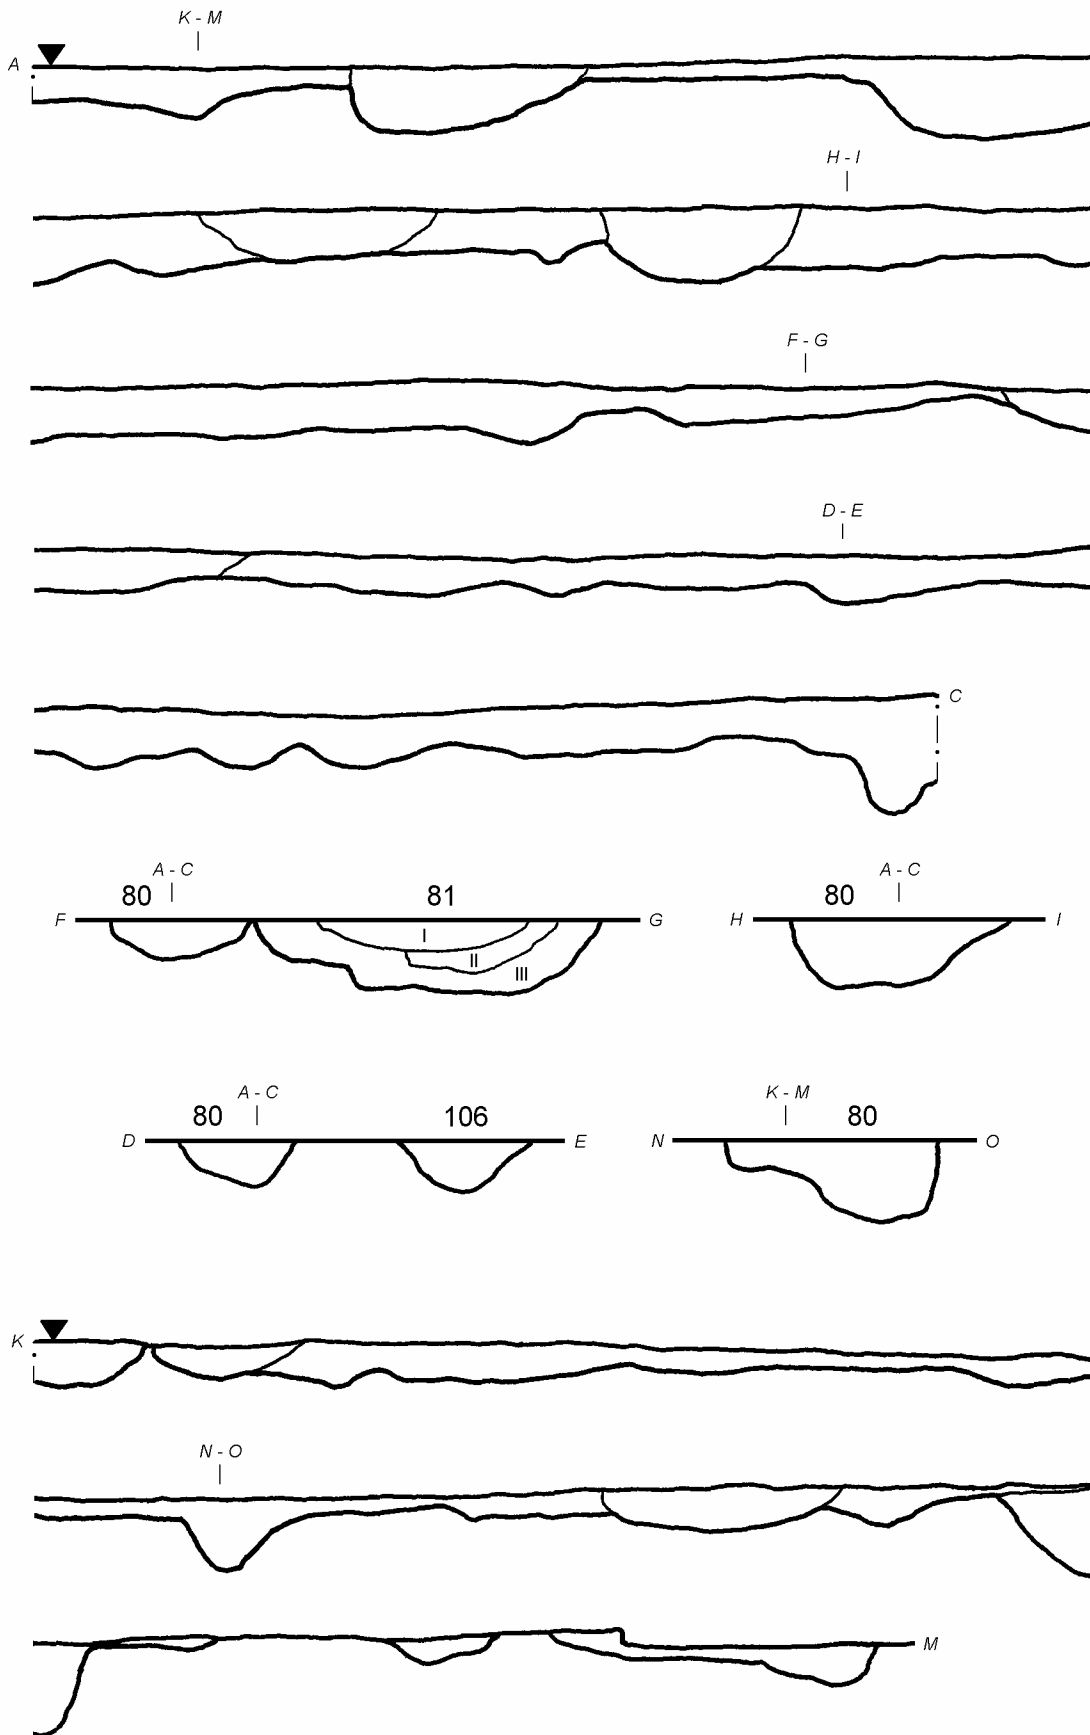 K - M
A
H - I
F - G
D - E
C
A - C A - C
80 81 80
F G H I
I
II
III
A - C K - M
80 106 80
D E N O
K
N - O
M